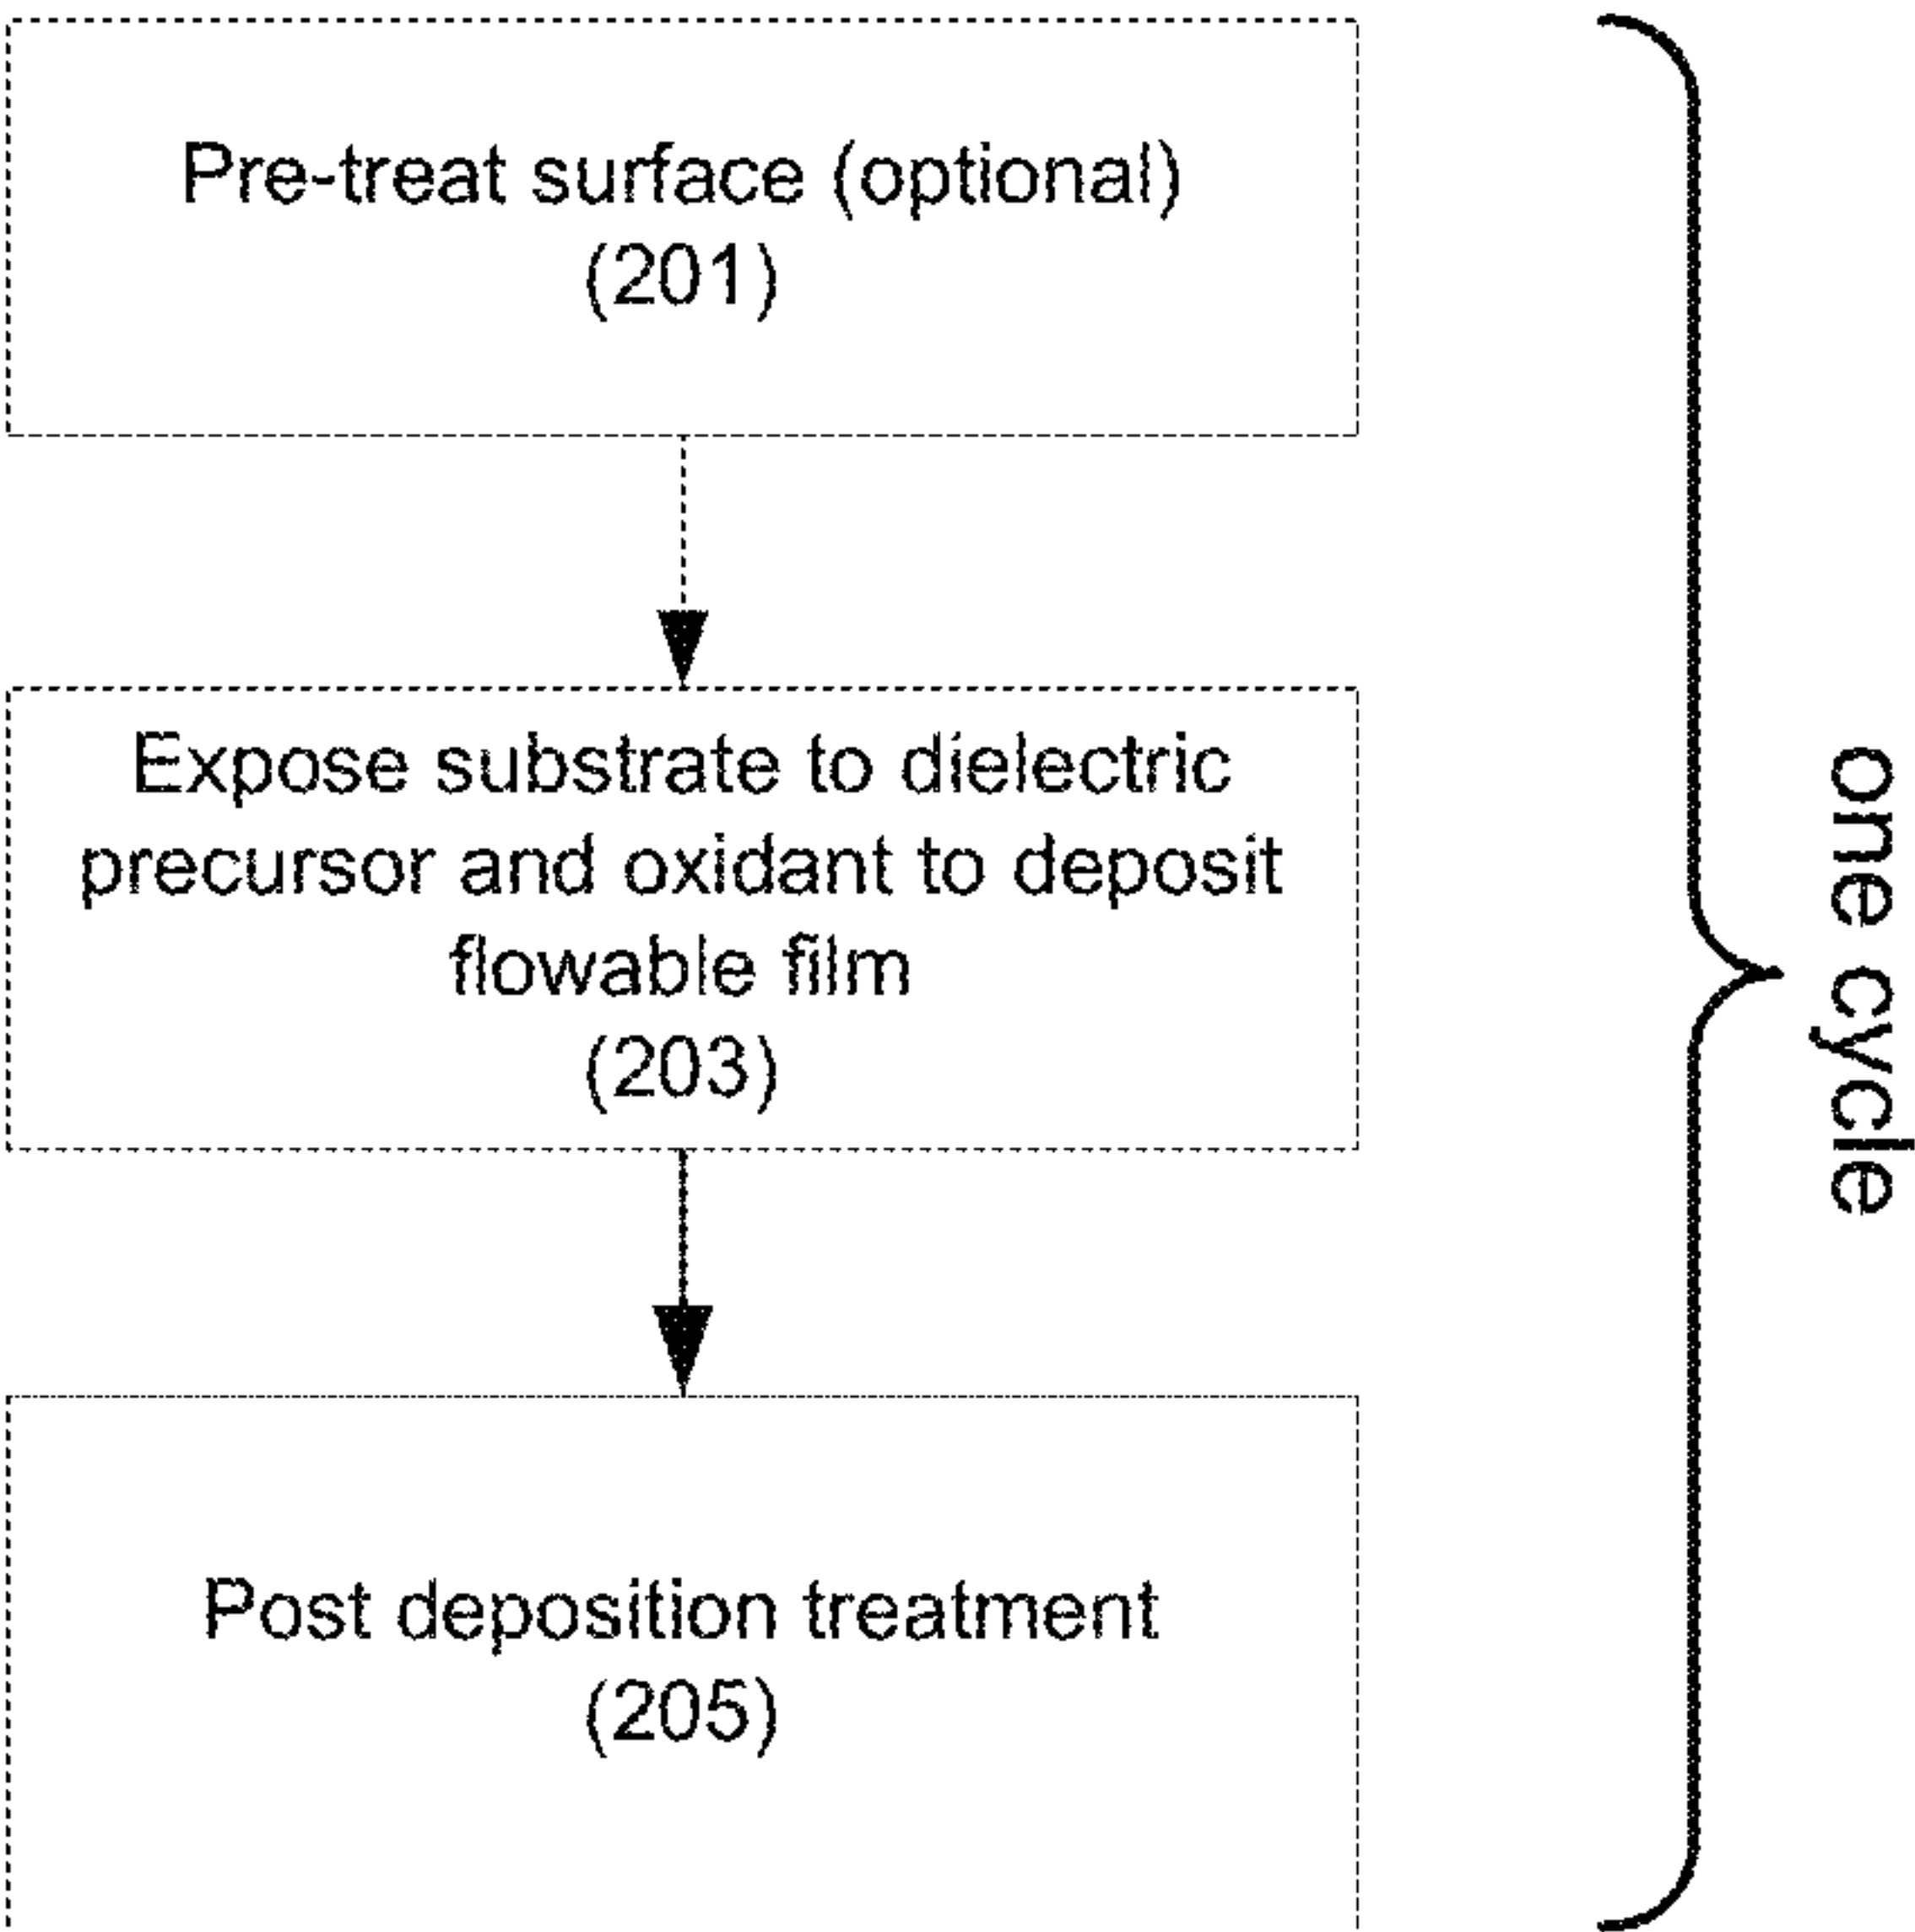 Pre-treat surface (optional)
(201)
Expose substrate to dielectric
precursor and oxidant to deposit
flowable film
(203)
Post deposition treatment
(205)
one cycle